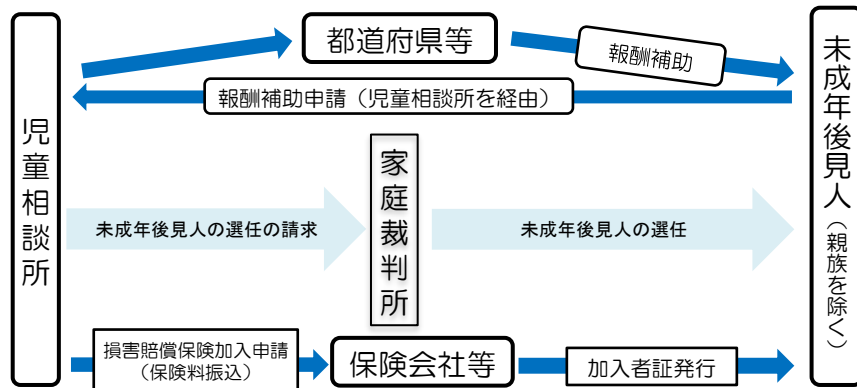 都道府県等
報酬補助
報酬補助申請（児童相談所を経由）
児童相談所
家庭裁判所
未成年後見人（親族を除く）
未成年後見人の選任の請求
未成年後見人の選任
損害賠償保険加入申請
（保険料振込）
保険会社等
加入者証発行